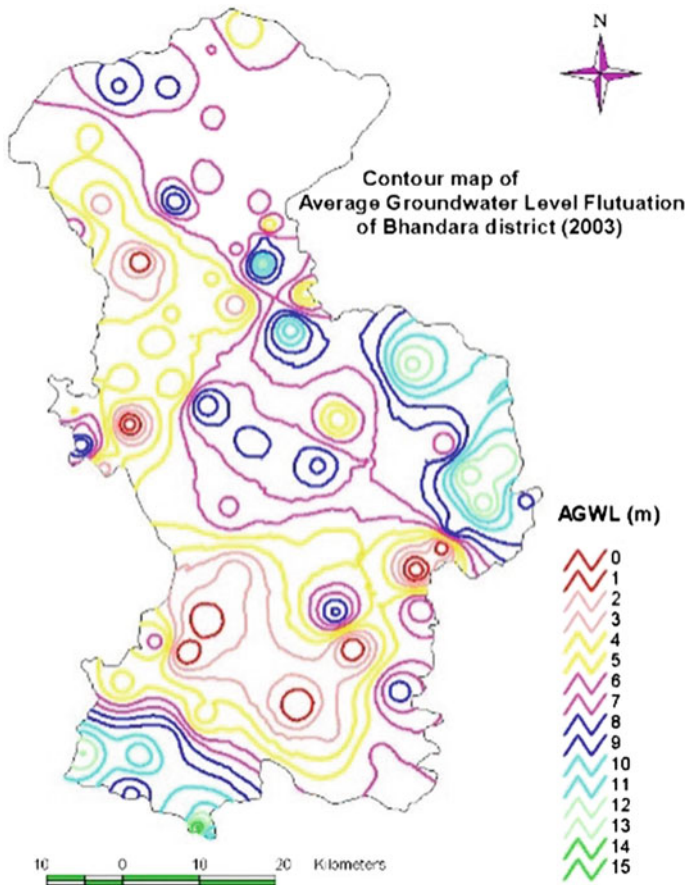 N
Contour map of
Average Groundwater Level Flutuation
of Bhandara district (2003)
AGWL (m)
0
1
2
3
4
5
6
7
8
9
10
11
12
13
14
15
10 0 10 20 Kilometers